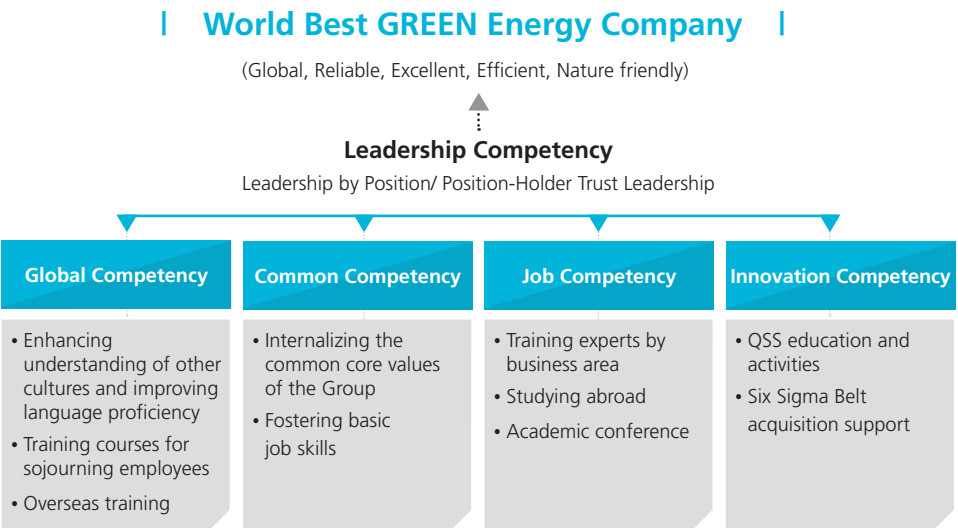 World Best GREEN Energy Company
(Global, Reliable, Excellent, Efficient, Nature friendly)
Leadership Competency
Leadership by Position/ Position-Holder Trust Leadership
Global Competency
• Enhancing
understanding of other
cultures and improving
language proficiency
• Training courses for
sojourning employees
• Overseas training
Common Competency
• Internalizing the
common core values
of the Group
• Fostering basic
job skills
Job Competency
• Training experts by
business area
• Studying abroad
• Academic conference
Innovation Competency
• QSS education and
activities
• Six Sigma Belt
acquisition support